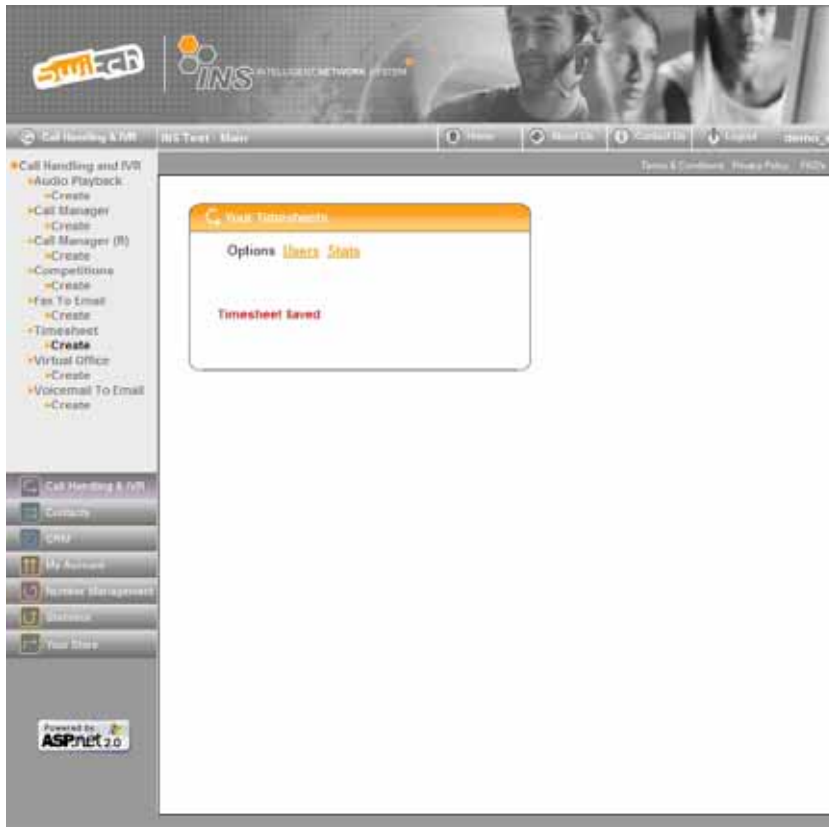 switch
INS INTELLIGENT NETWORK SYSTEM
Call Handling & IVR
INS Test - Main
Home
About Us
Contact Us
Logout
demo_
Terms & Conditions Privacy Policy FAQ's
Call Handling and IVR
Audio Playback
Create
Call Manager
Create
Call Manager (R)
Create
Competitions
Create
Fax To Email
Create
Timesheet
Create
Virtual Office
Create
Voicemail To Email
Create
Your Timesheets
Options Users Stats
Timesheet Saved
Call Handling & IVR
Contacts
CRM
My Account
Number Management
Statistics
Your Store
Powered by
ASP.net 2.0